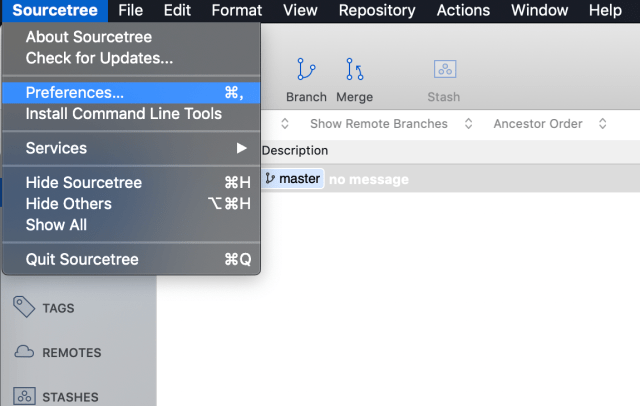 Sourcetree File Edit Format View Repository Actions Window Help
About Sourcetree
Check for Updates...
Preferences... ⌘,
Install Command Line Tools
Services ▶
Hide Sourcetree ⌘H
Hide Others ⌥⌘H
Show All
Quit Sourcetree ⌘Q
Branch Merge Stash
Show Remote Branches Ancestor Order
Description
master no message
TAGS
REMOTES
STASHES